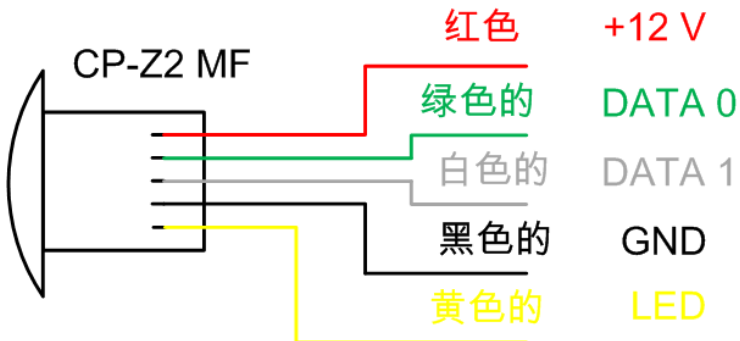 CP-Z2 MF
红色 +12 V
绿色的 DATA 0
白色的 DATA 1
黑色的 GND
黄色的 LED